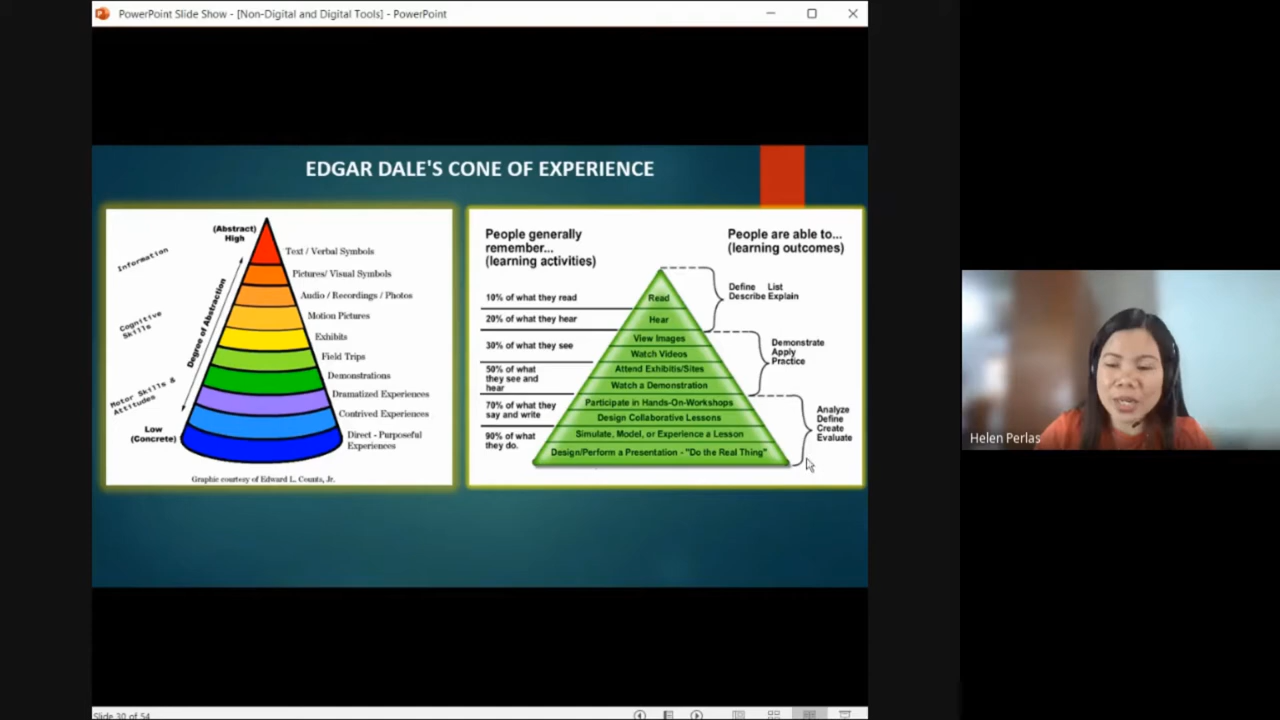 PowerPoint Slide Show - [Non-Digital and Digital Tools] - PowerPoint
EDGAR DALE'S CONE OF EXPERIENCE
(Abstract)
High
Information
Cognitive
Skills
Motor Skills &
Attitudes
Degree of Abstraction
Low
(Concrete)
Text / Verbal Symbols
Pictures/ Visual Symbols
Audio / Recordings / Photos
Motion Pictures
Exhibits
Field Trips
Demonstrations
Dramatized Experiences
Contrived Experiences
Direct - Purposeful
Experiences
Graphic courtesy of Edward L. Counts, Jr.
People generally
remember...
(learning activities)
People are able to...
(learning outcomes)
10% of what they read
20% of what they hear
30% of what they see
50% of what
they see and
hear
70% of what they
say and write
90% of what
they do.
Read
Hear
View Images
Watch Videos
Attend Exhibitis/Sites
Watch a Demonstration
Participate in Hands-On-Workshops
Design Collaborative Lessons
Simulate, Model, or Experience a Lesson
Design/Perform a Presentation - "Do the Real Thing"
Define List
Describe Explain
Demonstrate
Apply
Practice
Analyze
Define
Create
Evaluate
Helen Perlas
Slide 30 of 54